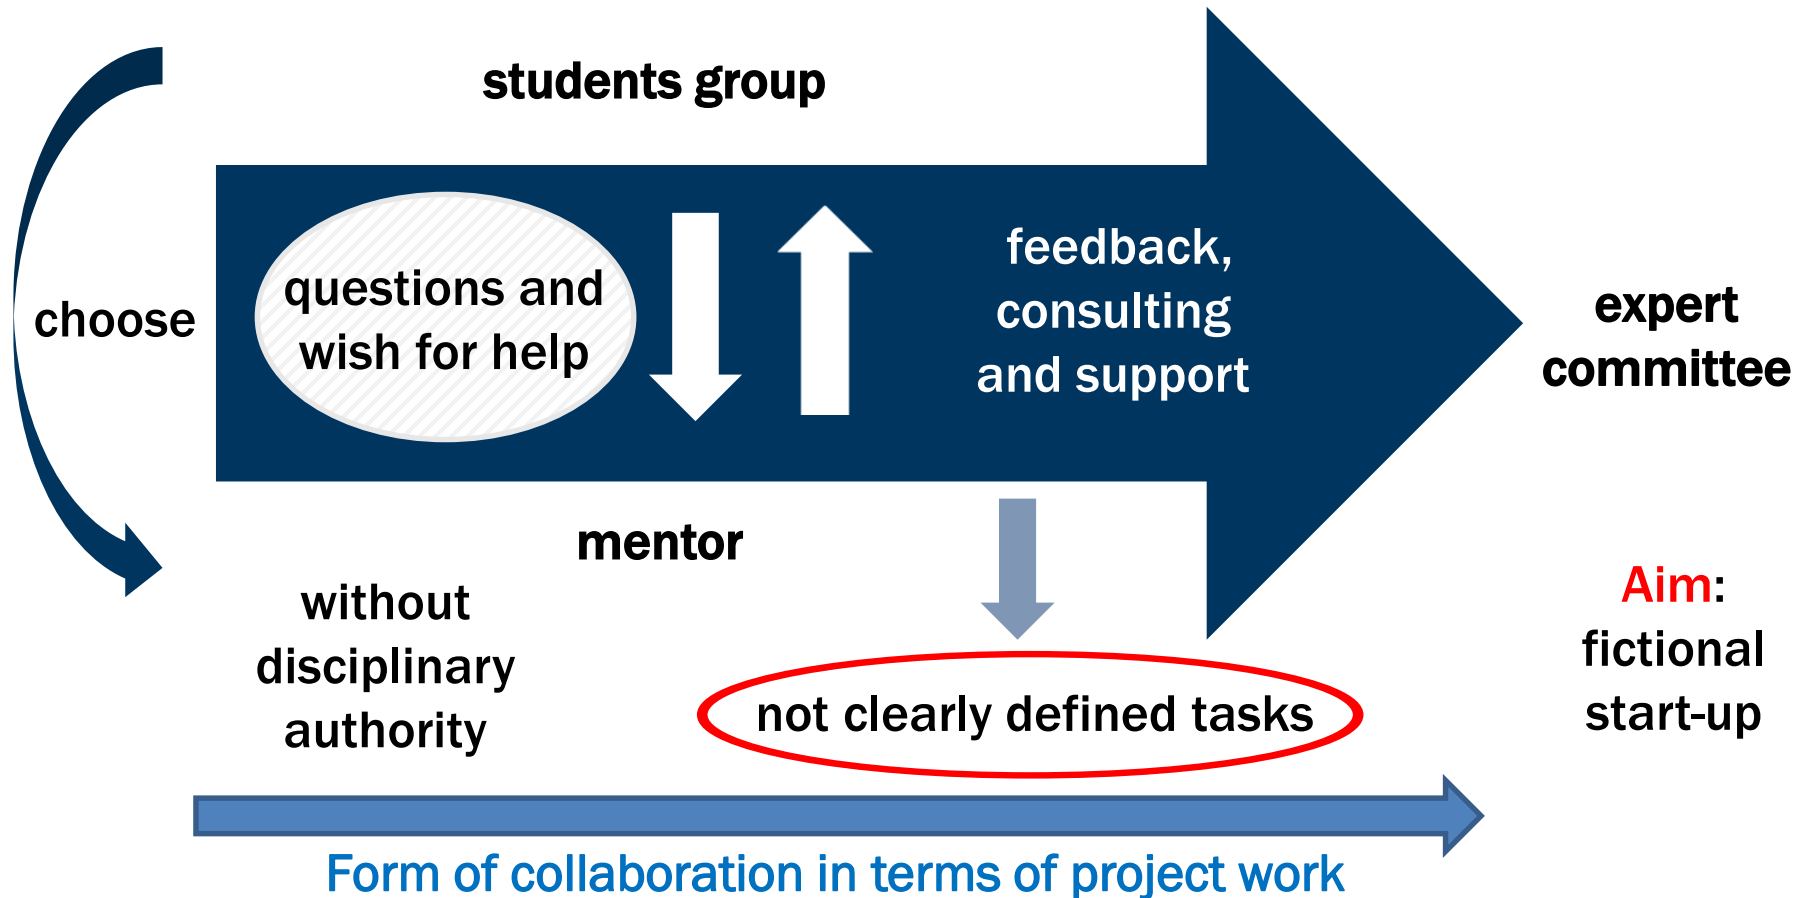 students group
choose
questions and
wish for help
feedback,
consulting
and support
expert
committee
mentor
without
disciplinary
authority
not clearly defined tasks
Aim:
fictional
start-up
Form of collaboration in terms of project work